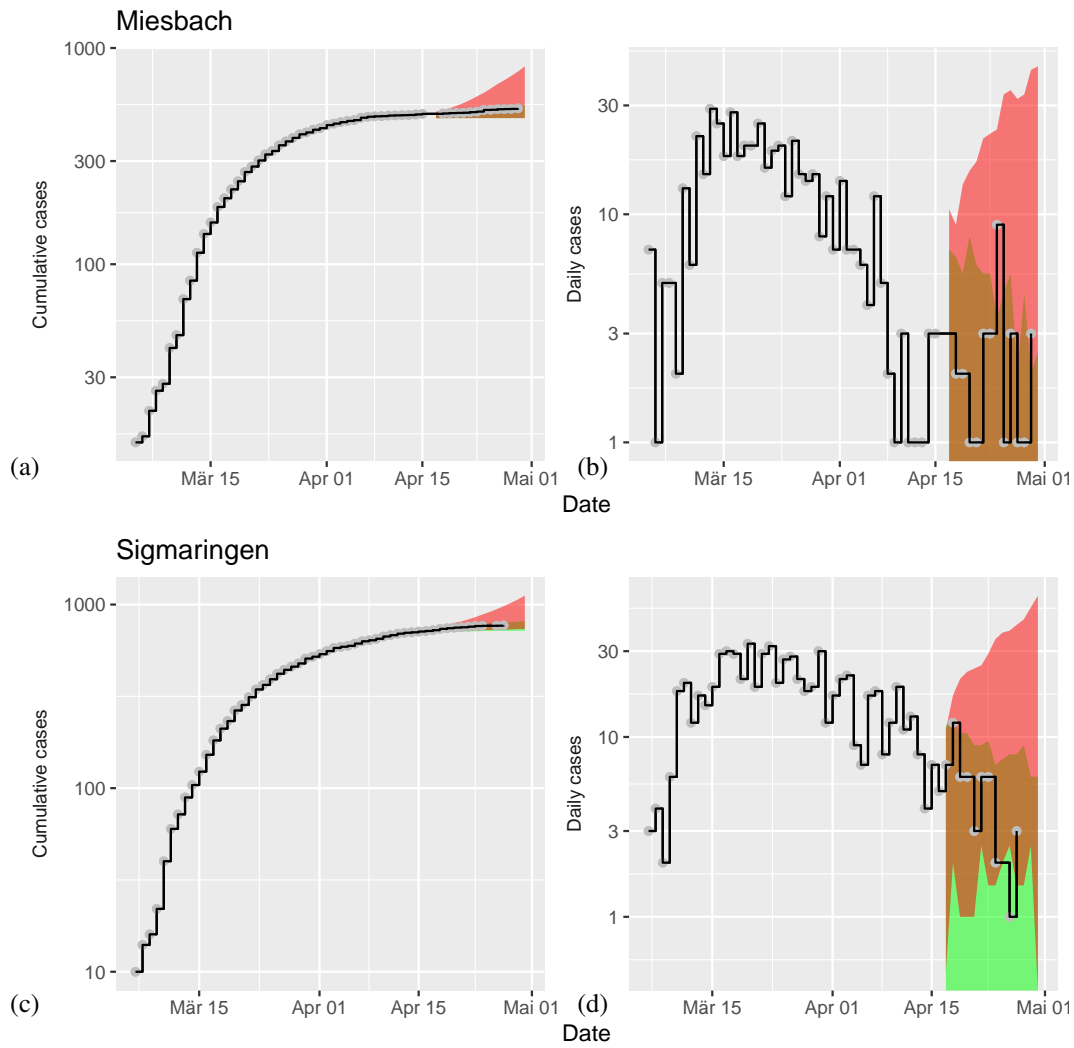 Miesbach
1000
300
100
30
Cumulative cases
(a)
Mär 15
Apr 01
Apr 15
Mai 01
30
10
3
1
Daily cases
(b)
Mär 15
Apr 01
Apr 15
Mai 01
Date
Sigmaringen
1000
100
10
Cumulative cases
(c)
Mär 15
Apr 01
Apr 15
Mai 01
30
10
3
1
Daily cases
(d)
Mär 15
Apr 01
Apr 15
Mai 01
Date